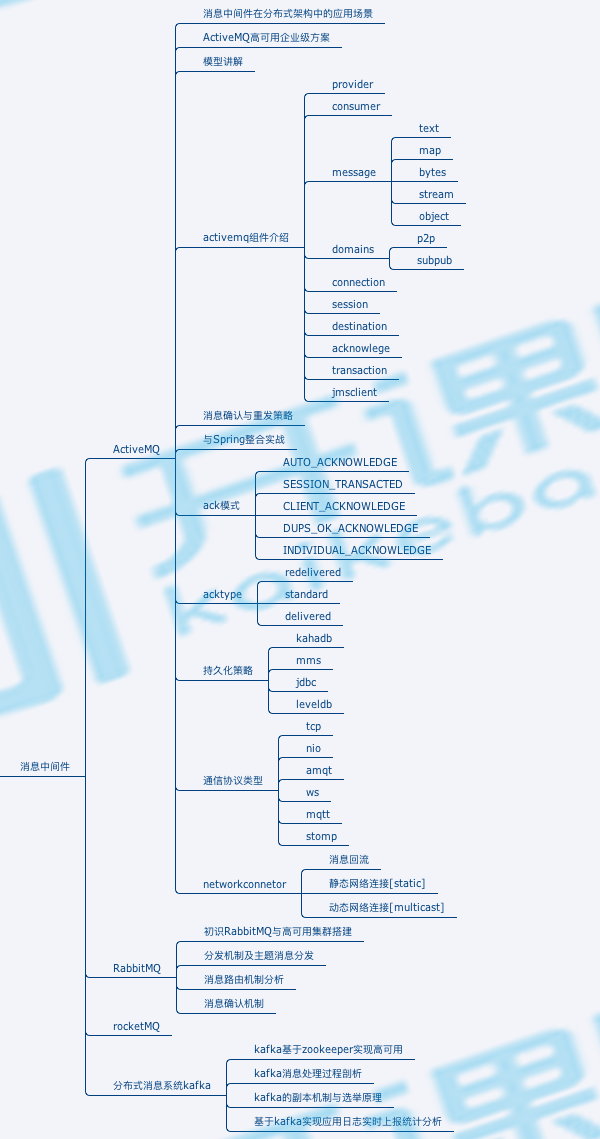 消息中间件在分布式架构中的应用场景
ActiveMQ高可用企业级方案
模型讲解
provider
consumer
text
map
message
bytes
stream
object
activemq组件介绍
p2p
domains
subpub
connection
session
destination
acknowlege
transaction
jmsclient
消息确认与重发策略
与Spring整合实战
ActiveMQ
AUTO_ACKNOWLEDGE
SESSION_TRANSACTED
ack模式
CLIENT_ACKNOWLEDGE
DUPS_OK_ACKNOWLEDGE
INDIVIDUAL_ACKNOWLEDGE
redelivered
acktype
standard
delivered
kahadb
mms
持久化策略
jdbc
leveldb
tcp
nio
消息中间件
amqt
通信协议类型
ws
mqtt
stomp
消息回流
networkconnetor
静态网络连接[static]
动态网络连接[multicast]
初识RabbitMQ与高可用集群搭建
分发机制及主题消息分发
RabbitMQ
消息路由机制分析
消息确认机制
rocketMQ
kafka基于zookeeper实现高可用
kafka消息处理过程剖析
分布式消息系统kafka
kafka的副本机制与选举原理
基于kafka实现应用日志实时上报统计分析
开课
kaikeba